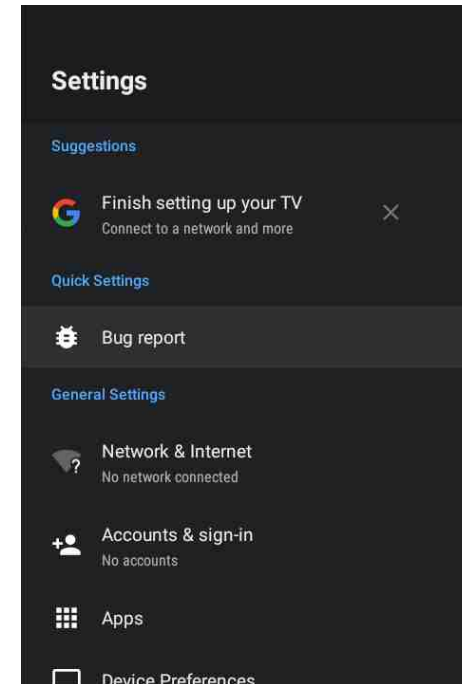 Settings
Suggestions
Finish setting up your TV
Connect to a network and more
Quick Settings
Bug report
General Settings
Network & Internet
No network connected
Accounts & sign-in
No accounts
Apps
Device Preferences